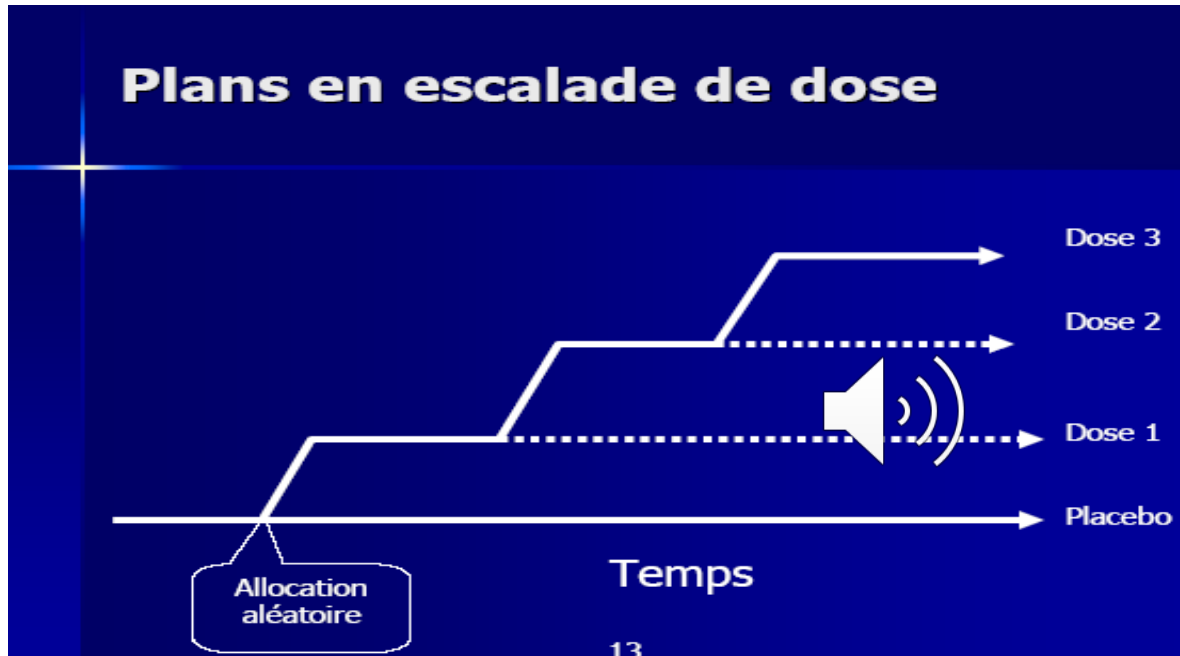 Plans en escalade de dose
Dose 3
Dose 2
Dose 1
Placebo
Temps
Allocation
aléatoire
13